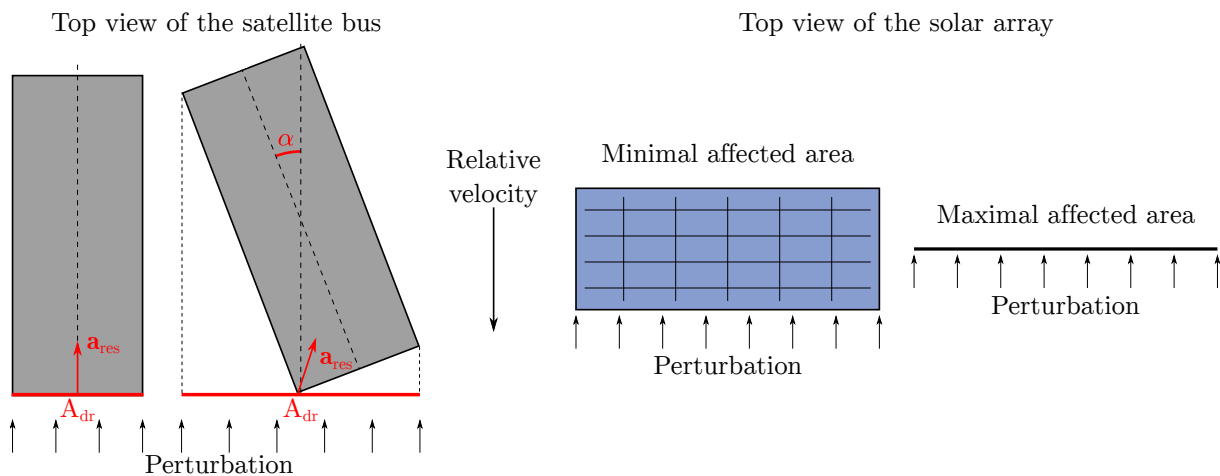 Top view of the satellite bus
α
a_res
A_dr
a_res
A_dr
Perturbation
Relative
velocity
Top view of the solar array
Minimal affected area
Perturbation
Maximal affected area
Perturbation